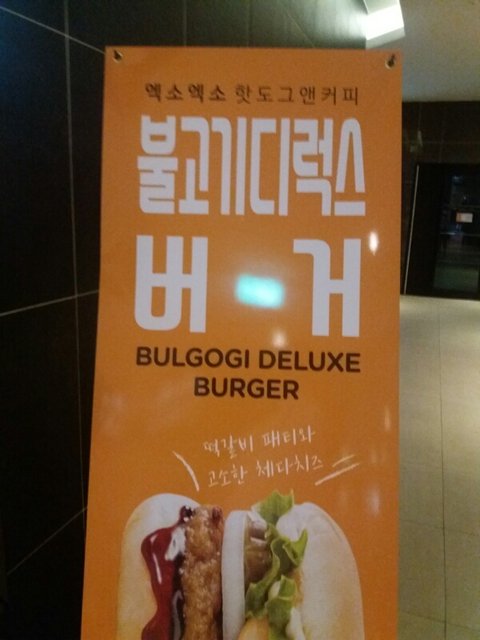 엑소엑소 핫도그앤커피
불고기디럭스
버거
BULGOGI DELUXE
BURGER
떡갈비 패티와
고소한 체다치즈